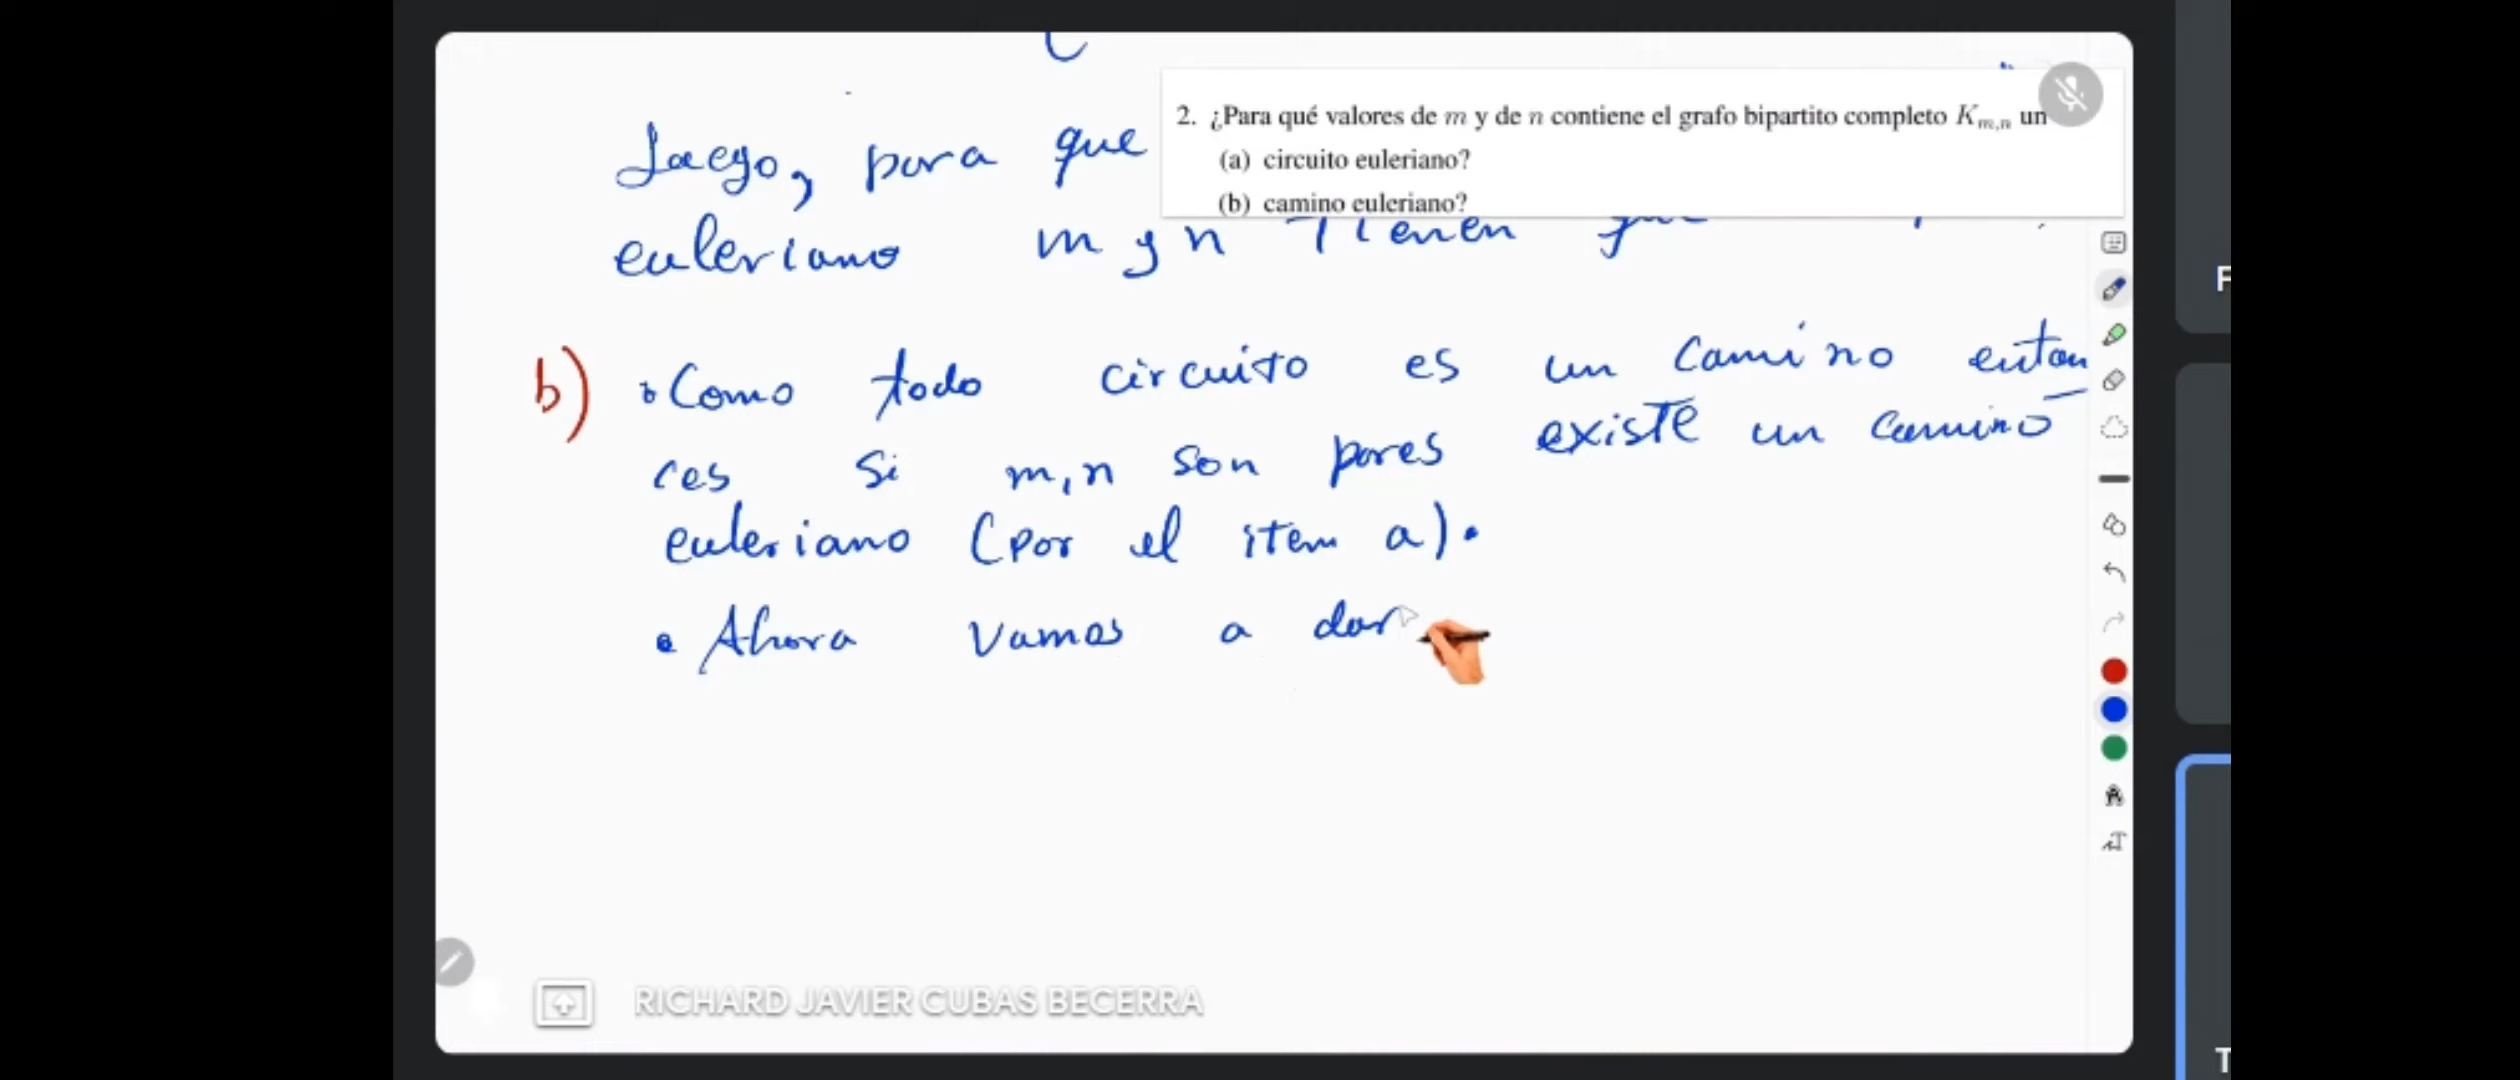 2. ¿Para qué valores de m y de n contiene el grafo bipartito completo K_{m,n} un
(a) circuito euleriano?
(b) camino euleriano?
Luego, para que
euleriano m y n tienen que
b) • Como todo circuito es un camino enton
ces si m,n son pares existe un camino
euleriano (por el item a).
• Ahora vamos a dar
RICHARD JAVIER CUBAS BECERRA
F
T